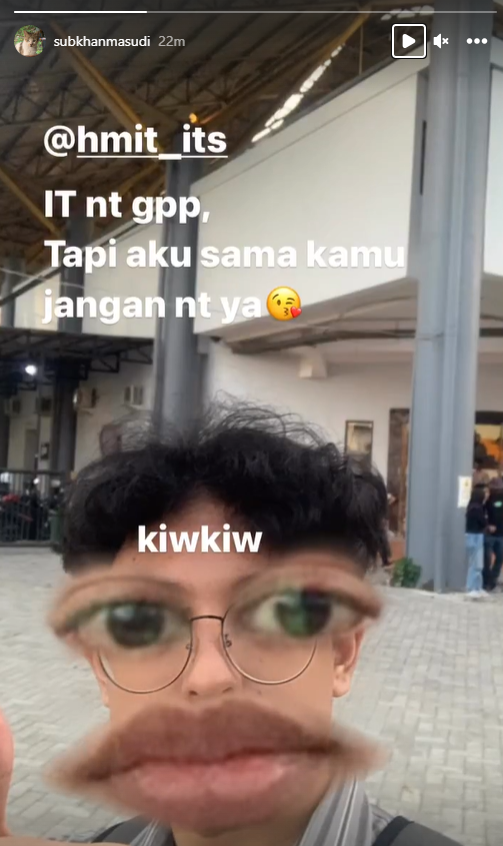 subkhanmasudi 22m
@hmit_its
IT nt gpp,
Tapi aku sama kamu
jangan nt ya😘
kiwkiw